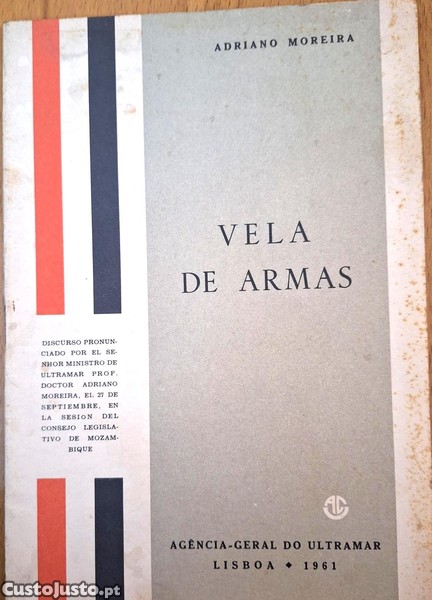 ADRIANO MOREIRA
VELA
DE ARMAS
DISCURSO PRONUN-
CIADO POR EL SE-
NHOR MINISTRO DE
ULTRAMAR PROF.
DOCTOR ADRIANO
MOREIRA, EL 27 DE
SEPTIEMBRE, EN
LA SESION DEL
CONSEJO LEGISLA-
TIVO DE MOZAM-
BIQUE
AGÊNCIA-GERAL DO ULTRAMAR
LISBOA ♦ 1961
CustoJusto.pt